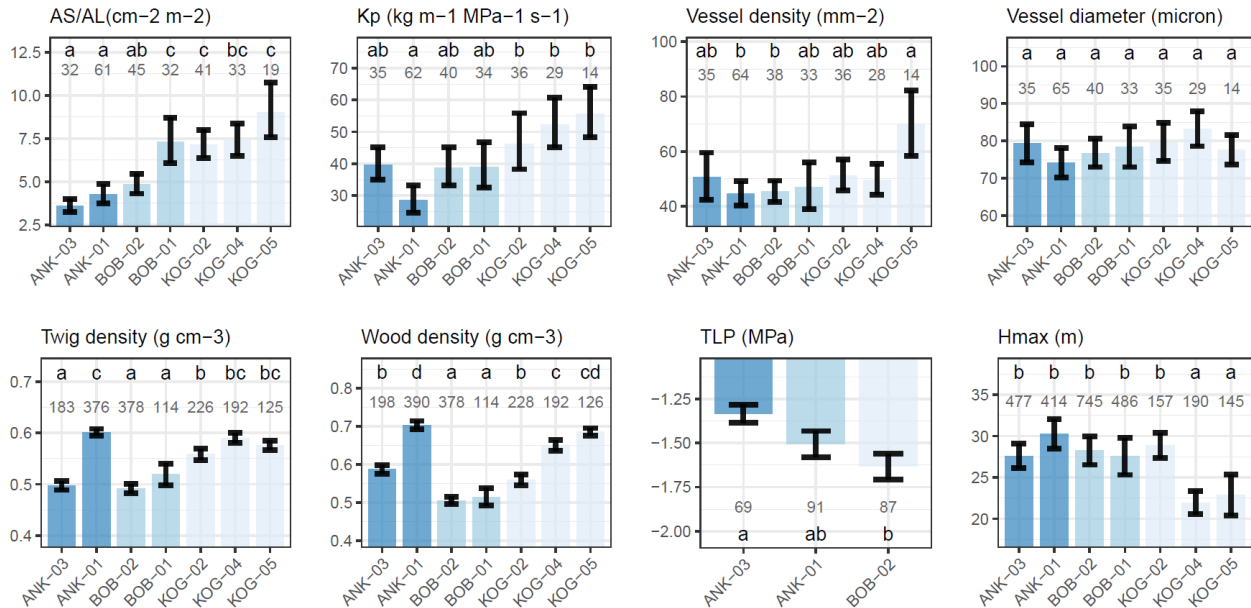 AS/AL(cm−2 m−2)
a a ab c c bc c
32 61 45 32 41 33 19
12.5
10.0
7.5
5.0
2.5
ANK−03 ANK−01 BOB−02 BOB−01 KOG−02 KOG−04 KOG−05
Kp (kg m−1 MPa−1 s−1)
ab a ab ab b b b
35 62 40 34 36 29 14
70
60
50
40
30
ANK−03 ANK−01 BOB−02 BOB−01 KOG−02 KOG−04 KOG−05
Vessel density (mm−2)
100
ab b b ab ab ab a
35 64 38 33 36 28 14
80
60
40
ANK−03 ANK−01 BOB−02 BOB−01 KOG−02 KOG−04 KOG−05
Vessel diameter (micron)
a a a a a a a
35 65 40 33 35 29 14
100
90
80
70
60
ANK−03 ANK−01 BOB−02 BOB−01 KOG−02 KOG−04 KOG−05
Twig density (g cm−3)
a c a a b bc bc
183 376 378 114 226 192 125
0.7
0.6
0.5
0.4
ANK−03 ANK−01 BOB−02 BOB−01 KOG−02 KOG−04 KOG−05
Wood density (g cm−3)
b d a a b c cd
198 390 378 114 228 192 126
0.8
0.7
0.6
0.5
0.4
ANK−03 ANK−01 BOB−02 BOB−01 KOG−02 KOG−04 KOG−05
TLP (MPa)
−1.25
−1.50
−1.75
−2.00
69 91 87
a ab b
ANK−03 ANK−01 BOB−02
Hmax (m)
b b b b b a a
477 414 745 486 157 190 145
35
30
25
20
ANK−03 ANK−01 BOB−02 BOB−01 KOG−02 KOG−04 KOG−05